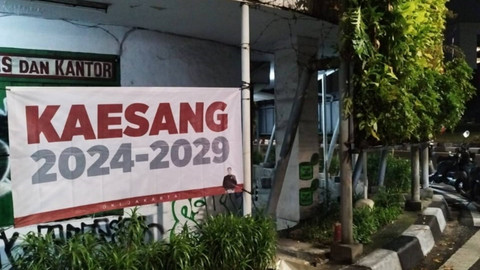 S DAN KANTOR
KAESANG
2024-2029